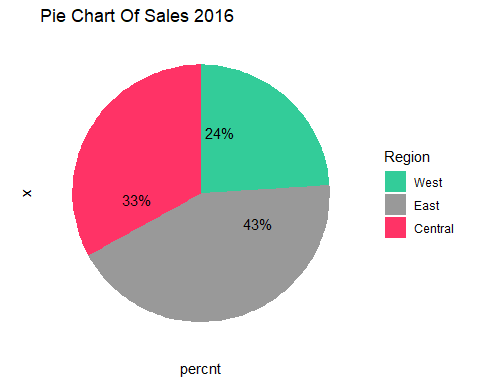 Pie Chart Of Sales 2016
24%
33%
43%
x
percnt
Region
West
East
Central